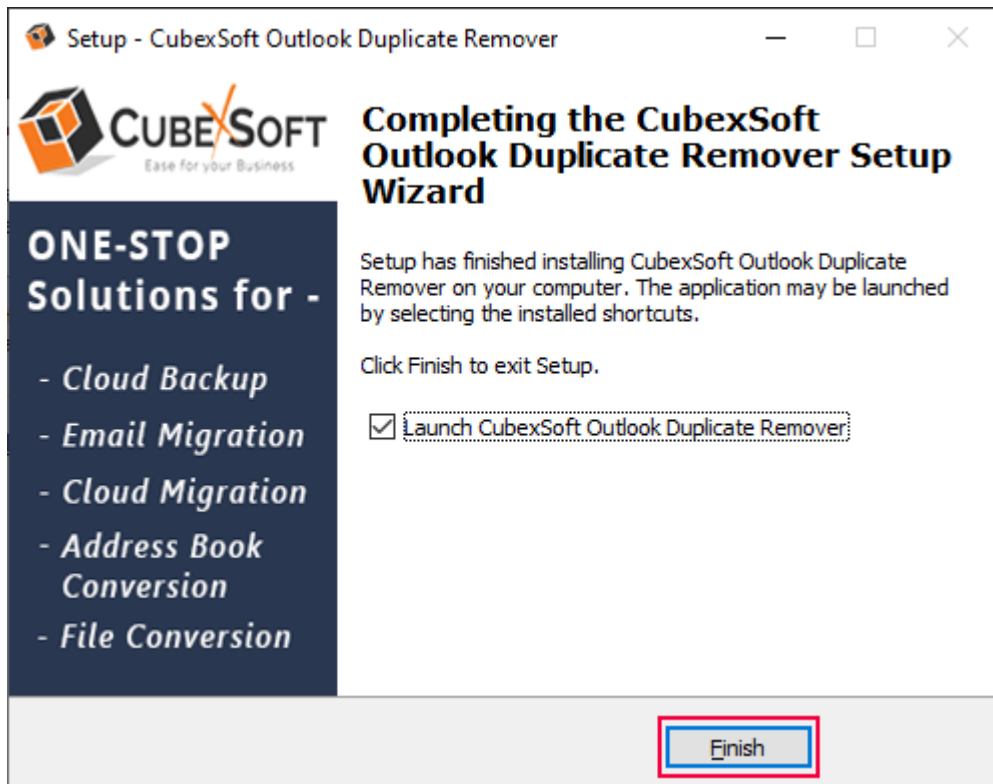 Setup - CubexSoft Outlook Duplicate Remover
CUBEXSOFT
Ease for your Business
ONE-STOP
Solutions for -
- Cloud Backup
- Email Migration
- Cloud Migration
- Address Book
Conversion
- File Conversion
Completing the CubexSoft
Outlook Duplicate Remover Setup
Wizard
Setup has finished installing CubexSoft Outlook Duplicate
Remover on your computer. The application may be launched
by selecting the installed shortcuts.
Click Finish to exit Setup.
Launch CubexSoft Outlook Duplicate Remover
Finish